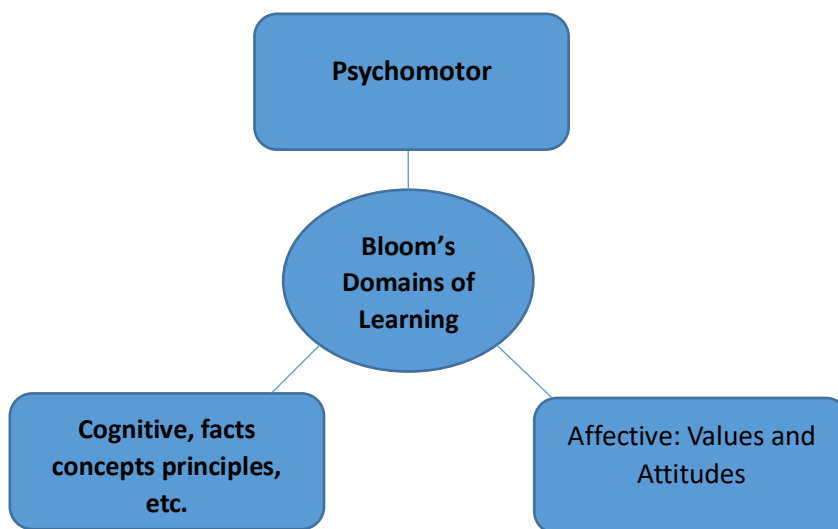 Psychomotor
Bloom’s
Domains of
Learning
Cognitive, facts
concepts principles,
etc.
Affective: Values and
Attitudes